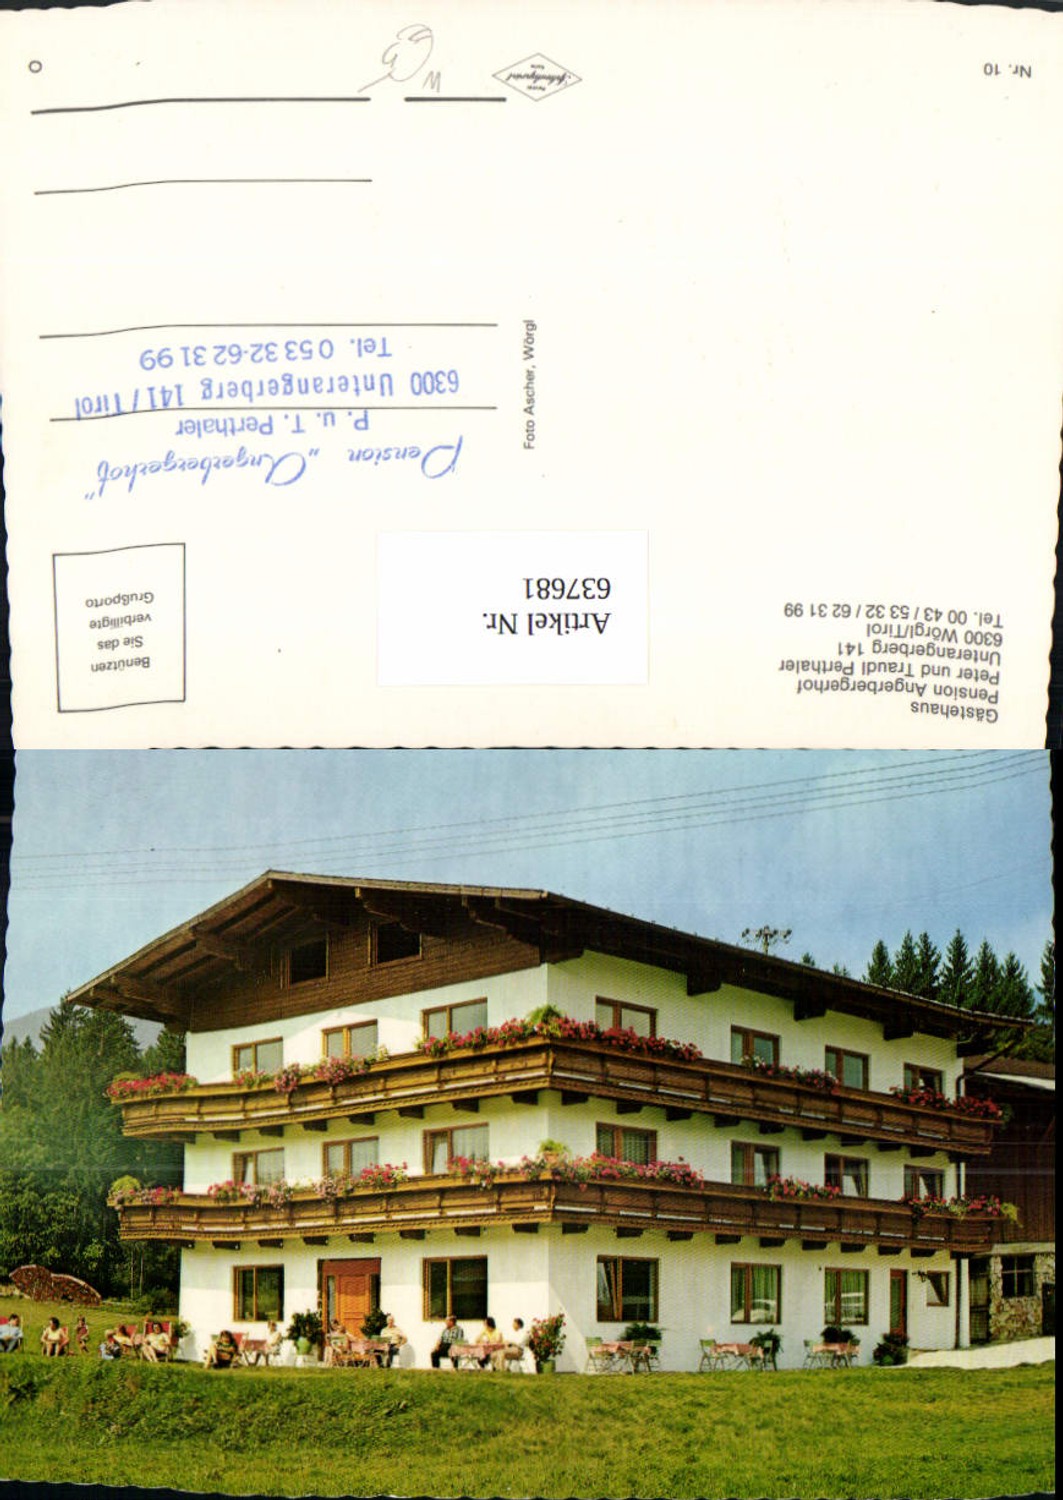 Gästehaus
Pension Angerbergerhof
Peter und Traudl Perthaler
Unterangerberg 141
6300 Wörgl/Tirol
Tel. 00 43 / 53 32 / 62 31 99
Artikel Nr.
637681
Benützen
Sie das
verbilligte
Grußporto
Pension „Angerbergerhof"
P. u. T. Perthaler
6300 Unterangerberg 141/Tirol
Tel. 0 53 32-62 31 99
Foto Ascher, Wörgl
Nr. 10
M